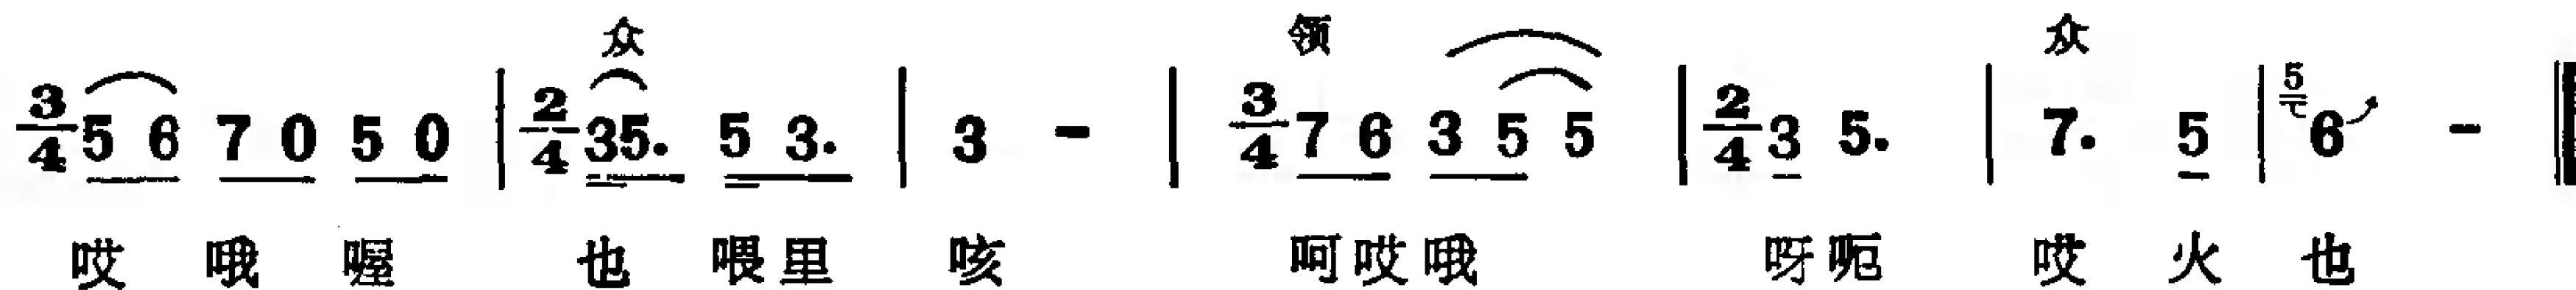 众 领 众
3/4 5 6 7 0 5 0 | 2/4 35. 5 3. | 3 - | 3/4 7 6 3 5 5 | 2/4 3 5. | 7. 5 | 5 6 - ‖
哎 哦 喔 也 喂里 咳 呵哎哦 呀呃 哎 火 也